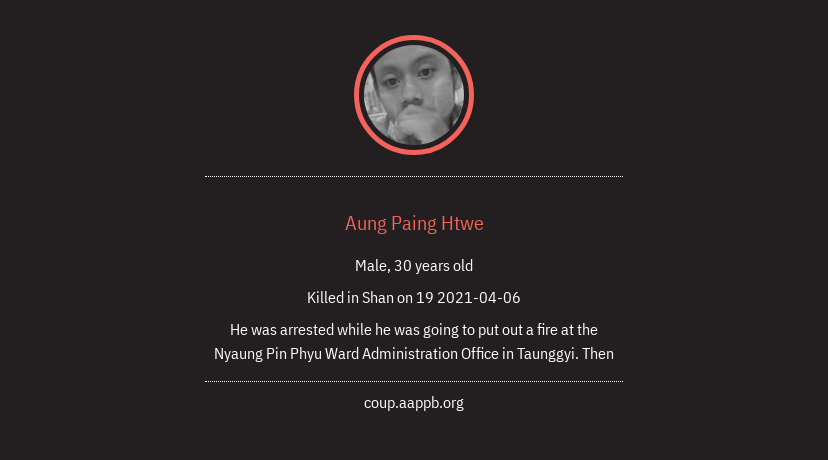 Aung Paing Htwe
Male, 30 years old
Killed in Shan on 19 2021-04-06
He was arrested while he was going to put out a fire at the
Nyaung Pin Phyu Ward Administration Office in Taunggyi. Then
coup.aappb.org